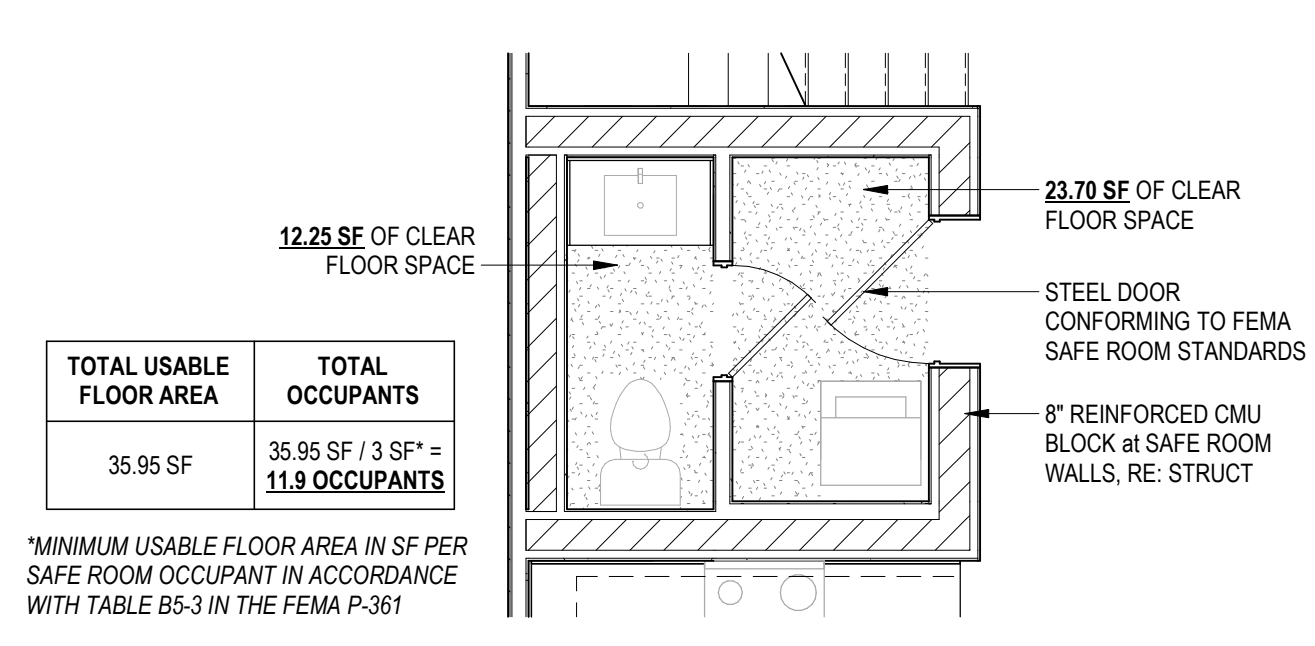 12.25 SF OF CLEAR
FLOOR SPACE
23.70 SF OF CLEAR
FLOOR SPACE
STEEL DOOR
CONFORMING TO FEMA
SAFE ROOM STANDARDS
8" REINFORCED CMU
BLOCK at SAFE ROOM
WALLS, RE: STRUCT
TOTAL USABLE
FLOOR AREA
TOTAL
OCCUPANTS
35.95 SF
35.95 SF / 3 SF* =
11.9 OCCUPANTS
*MINIMUM USABLE FLOOR AREA IN SF PER
SAFE ROOM OCCUPANT IN ACCORDANCE
WITH TABLE B5-3 IN THE FEMA P-361